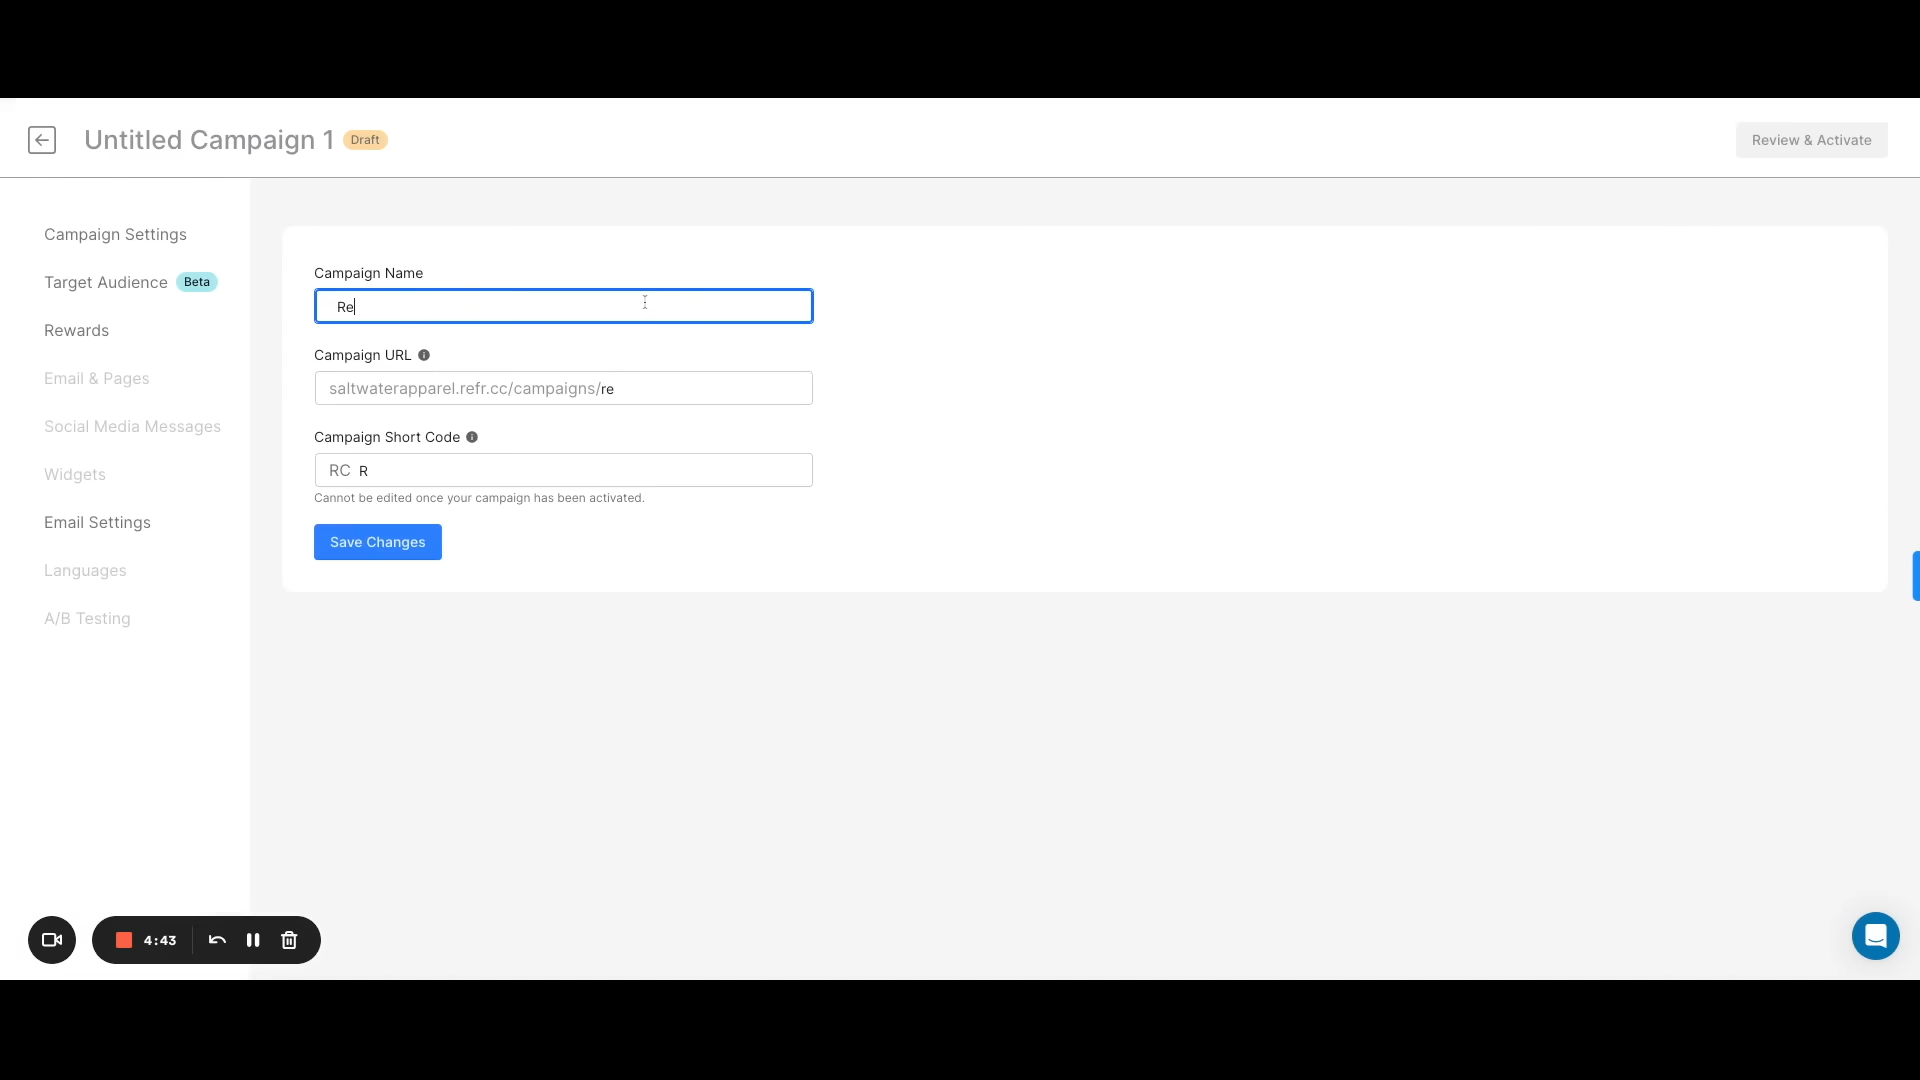 Untitled Campaign 1 Draft
Review & Activate
Campaign Settings
Target Audience Beta
Rewards
Email & Pages
Social Media Messages
Widgets
Email Settings
Languages
A/B Testing
Campaign Name
Re
Campaign URL
saltwaterapparel.refr.cc/campaigns/re
Campaign Short Code
RC R
Cannot be edited once your campaign has been activated.
Save Changes
4:43